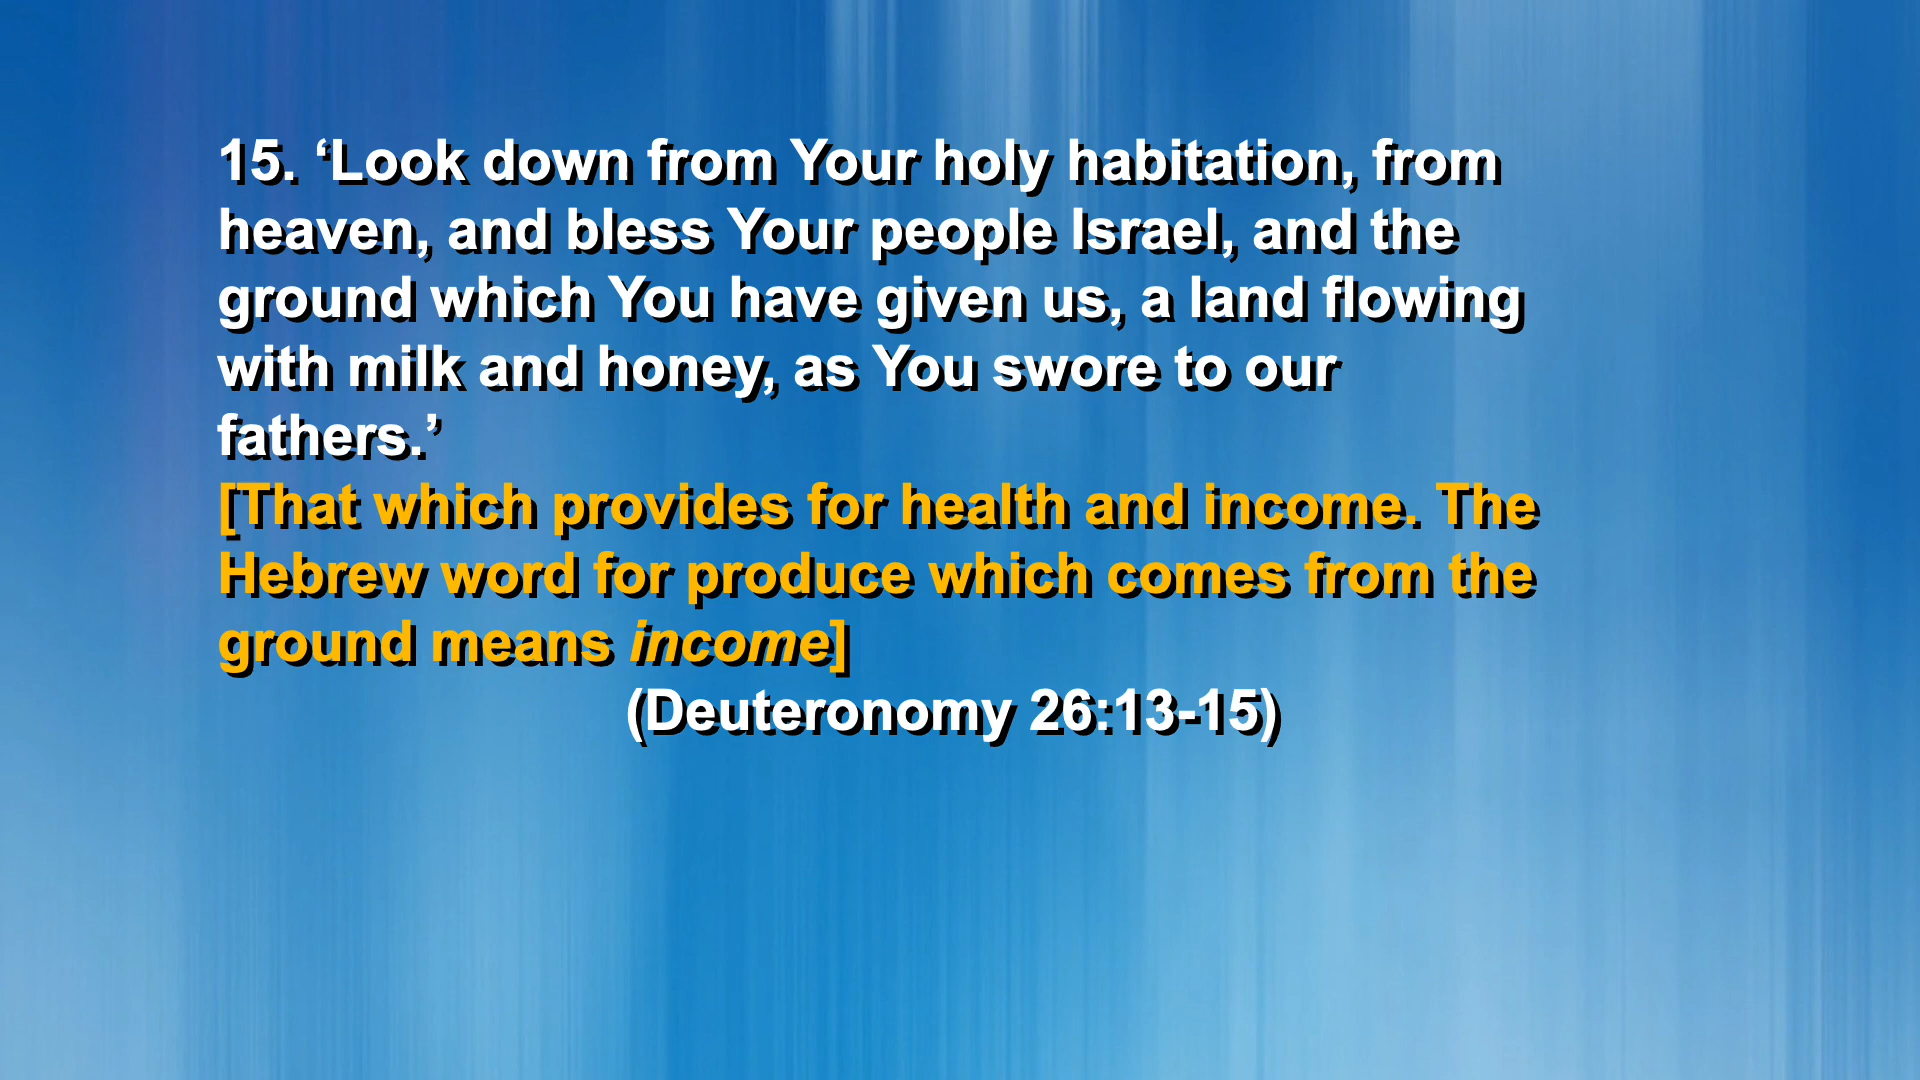 15. ‘Look down from Your holy habitation, from
heaven, and bless Your people Israel, and the
ground which You have given us, a land flowing
with milk and honey, as You swore to our
fathers.’
[That which provides for health and income. The
Hebrew word for produce which comes from the
ground means income]
(Deuteronomy 26:13-15)